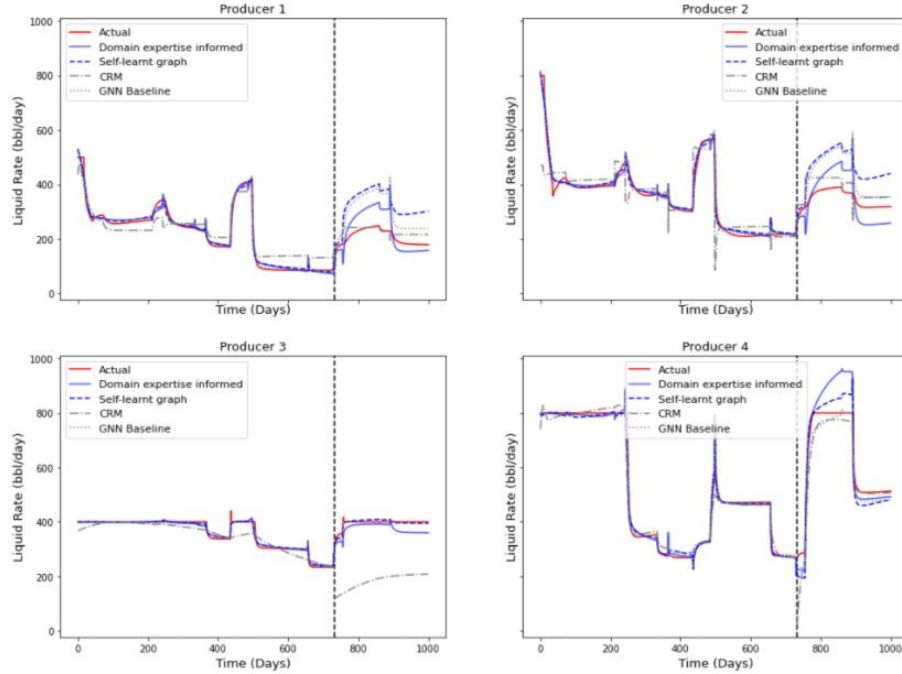 Producer 1
1000
800
600
400
200
0
Liquid Rate (bbl/day)
Actual
Domain expertise informed
Self-learnt graph
CRM
GNN Baseline
Time (Days)
Producer 2
Liquid Rate (bbl/day)
Actual
Domain expertise informed
Self-learnt graph
CRM
GNN Baseline
Time (Days)
Producer 3
1000
800
600
400
200
0
Liquid Rate (bbl/day)
Actual
Domain expertise informed
Self-learnt graph
CRM
GNN Baseline
0 200 400 600 800 1000
Time (Days)
Producer 4
Liquid Rate (bbl/day)
Actual
Domain expertise informed
Self-learnt graph
CRM
GNN Baseline
0 200 400 600 800 1000
Time (Days)